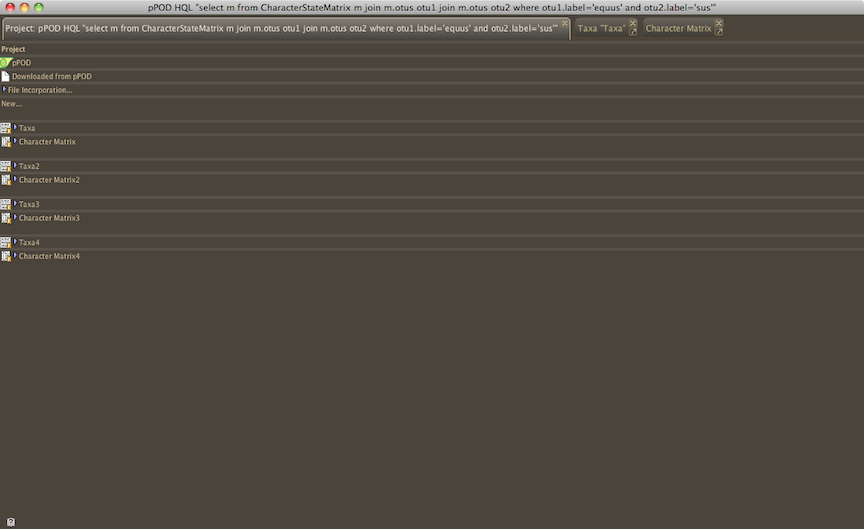 pPOD HQL "select m from CharacterStateMatrix m join m.otus otu1 join m.otus otu2 where otu1.label='equus' and otu2.label='sus'"
Project: pPOD HQL "select m from CharacterStateMatrix m join m.otus otu1 join m.otus otu2 where otu1.label='equus' and otu2.label='sus'"
Taxa "Taxa"
Character Matrix
Project
pPOD
Downloaded from pPOD
File Incorporation...
New...
Taxa
Character Matrix
Taxa2
Character Matrix2
Taxa3
Character Matrix3
Taxa4
Character Matrix4
?